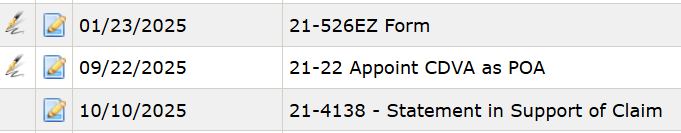 01/23/2025 21-526EZ Form
09/22/2025 21-22 Appoint CDVA as POA
10/10/2025 21-4138 - Statement in Support of Claim